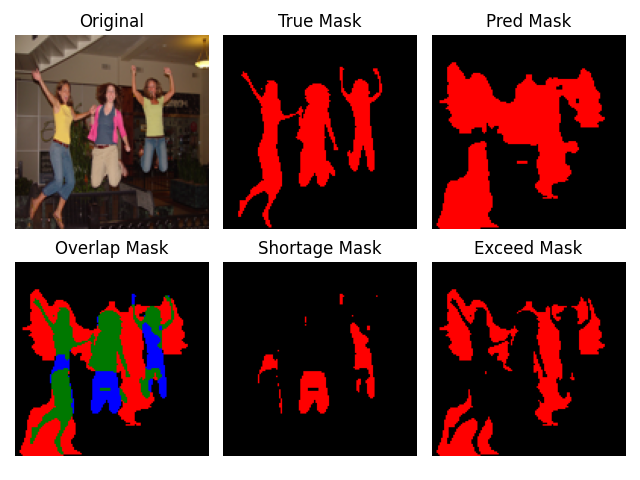 Original
True Mask
Pred Mask
Overlap Mask
Shortage Mask
Exceed Mask